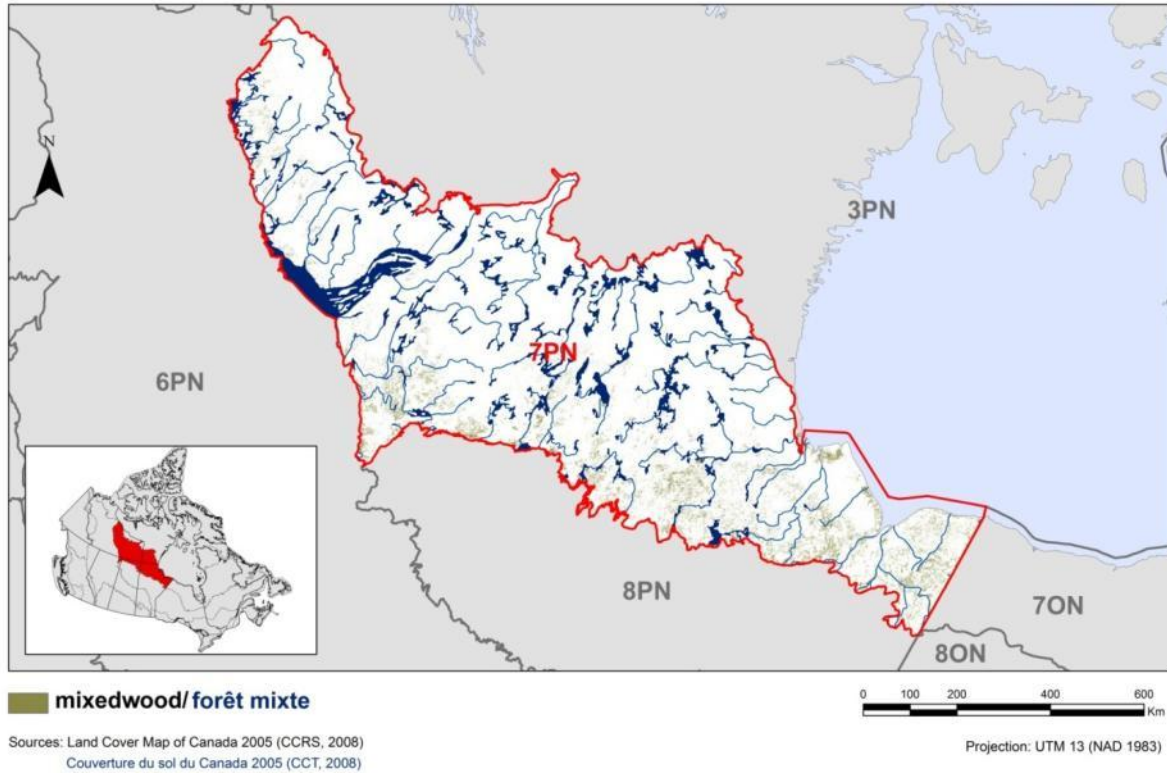 N
3PN
7PN
6PN
8PN
7ON
8ON
mixedwood/ forêt mixte
0 100 200 400 600
Km
Sources: Land Cover Map of Canada 2005 (CCRS, 2008)
Couverture du sol du Canada 2005 (CCT, 2008)
Projection: UTM 13 (NAD 1983)